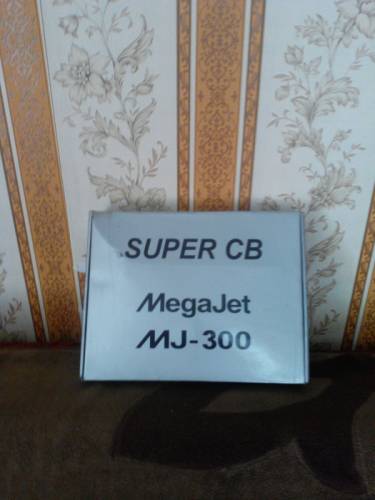 SUPER CB
MegaJet
MJ-300